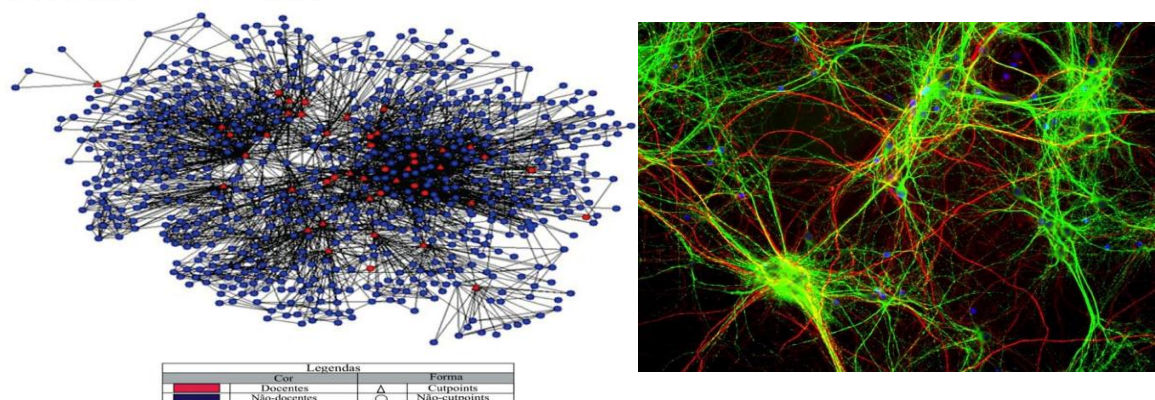 Legendas
Cor Forma
Docentes △ Cutpoints
Não-docentes ○ Não-cutpoints